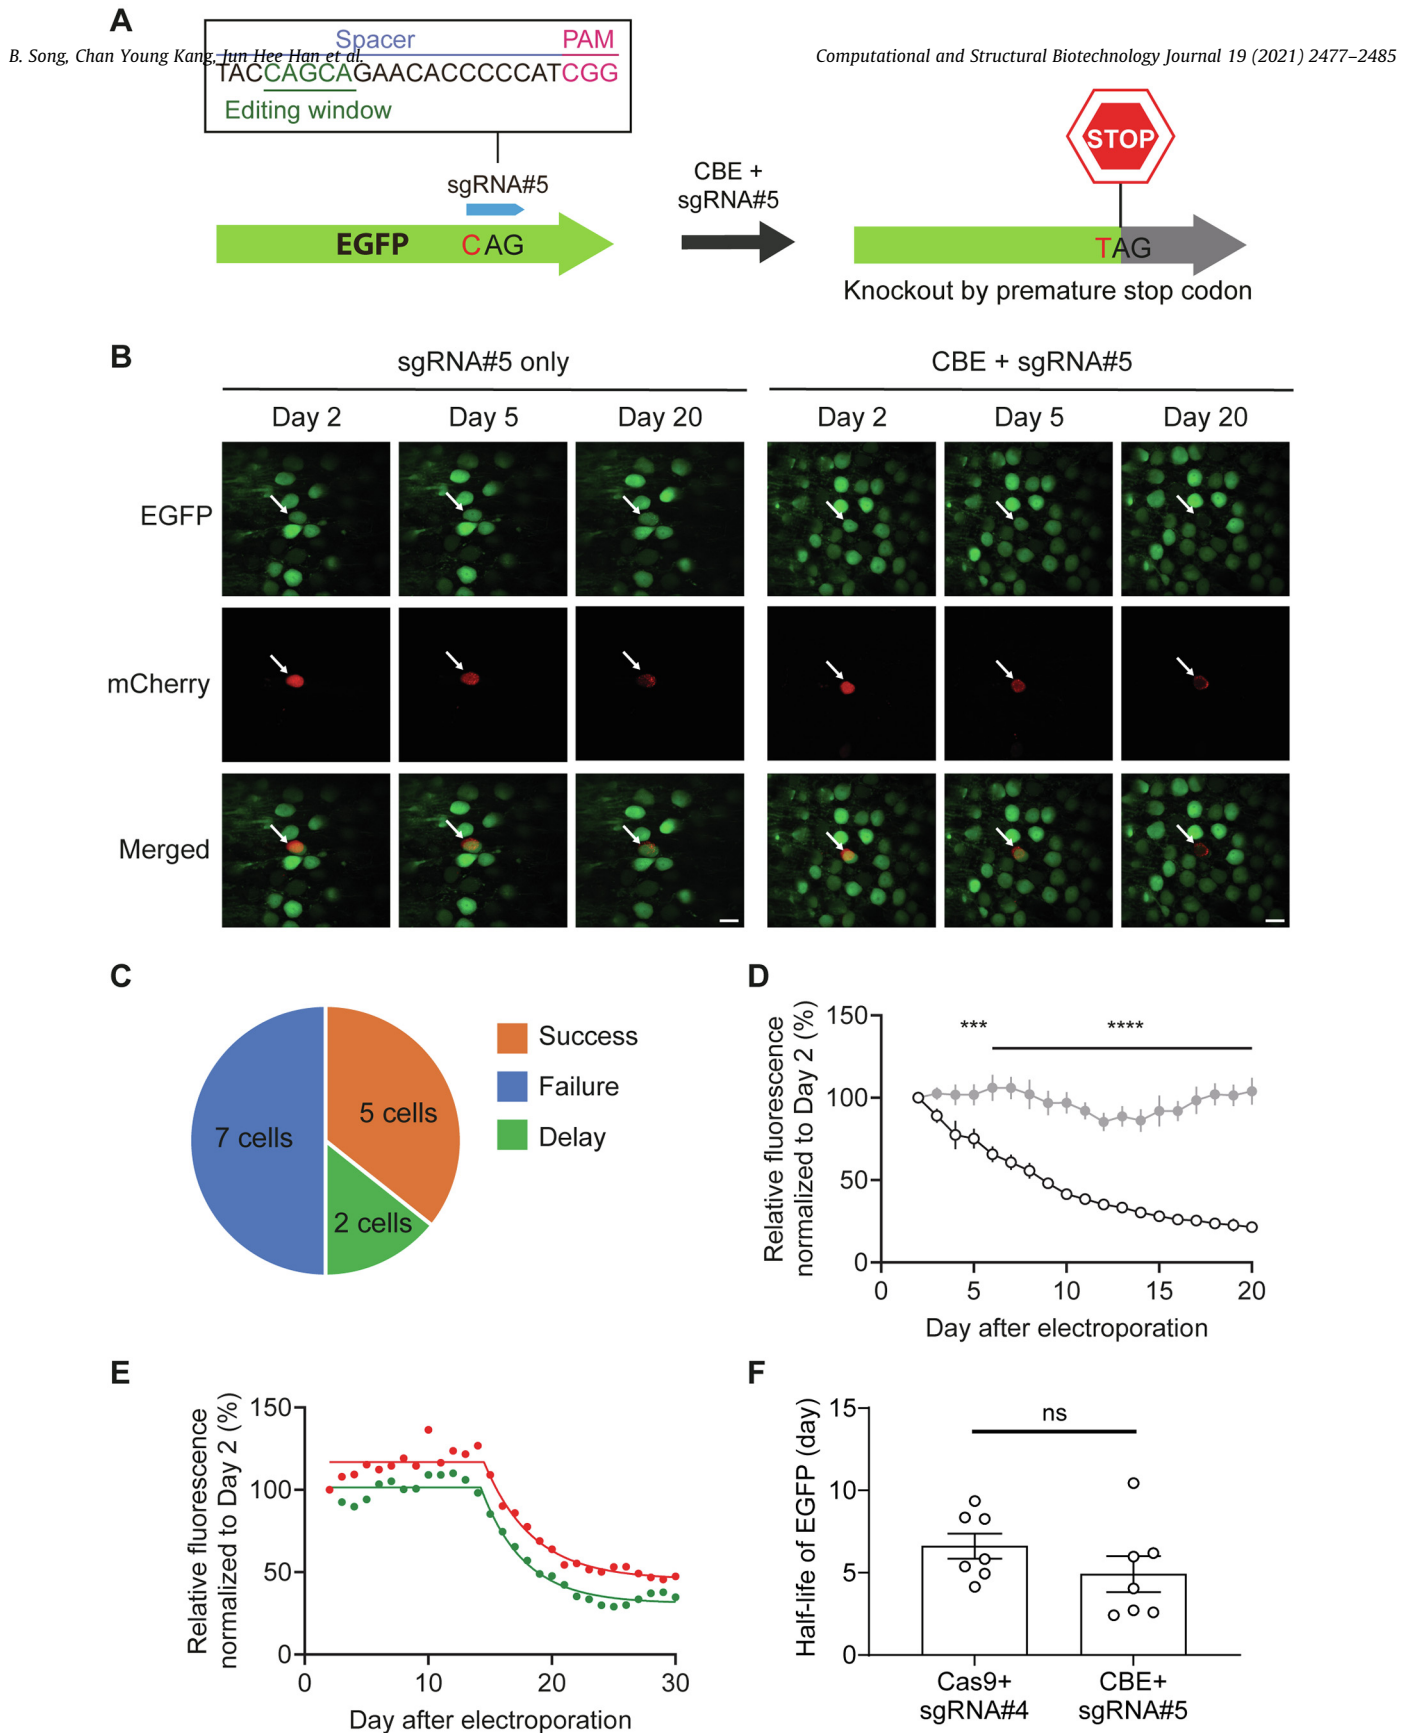 A
B. Song, Chan Young Kang, Jun Hee Han et al.
Computational and Structural Biotechnology Journal 19 (2021) 2477–2485
Spacer PAM
TACCAGCAGAACACCCCCATCGG
Editing window
sgRNA#5
EGFP CAG
CBE +
sgRNA#5
STOP
TAG
Knockout by premature stop codon
B
sgRNA#5 only CBE + sgRNA#5
Day 2 Day 5 Day 20 Day 2 Day 5 Day 20
EGFP
mCherry
Merged
C
7 cells
5 cells
2 cells
Success
Failure
Delay
D
Relative fluorescence
normalized to Day 2 (%)
150
100
50
0
*** ****
0 5 10 15 20
Day after electroporation
E
Relative fluorescence
normalized to Day 2 (%)
150
100
50
0
0 10 20 30
Day after electroporation
F
Half-life of EGFP (day)
15
10
5
0
ns
Cas9+ CBE+
sgRNA#4 sgRNA#5